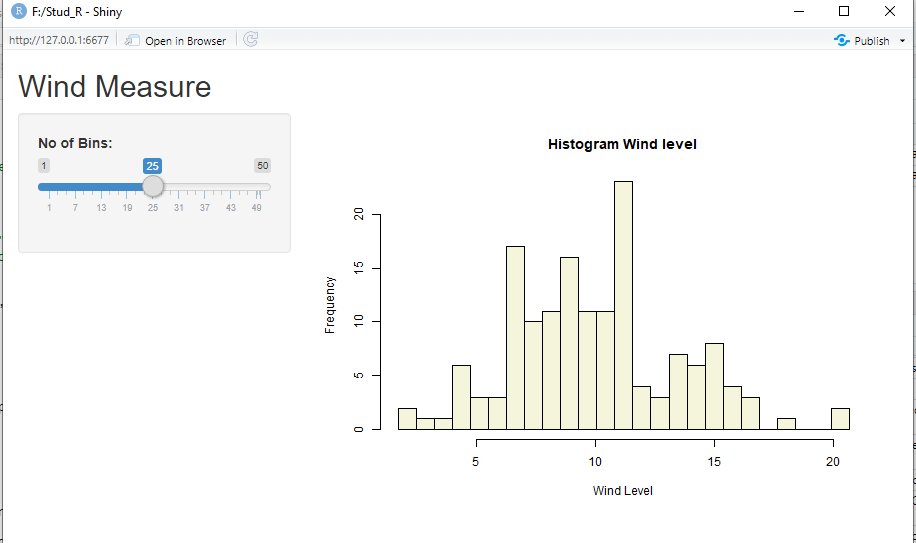 F:/Stud_R - Shiny
http://127.0.0.1:6677 Open in Browser Publish
Wind Measure
No of Bins:
1 25 50
1 7 13 19 25 31 37 43 49
Histogram Wind level
Frequency
0 5 10 15 20
5 10 15 20
Wind Level